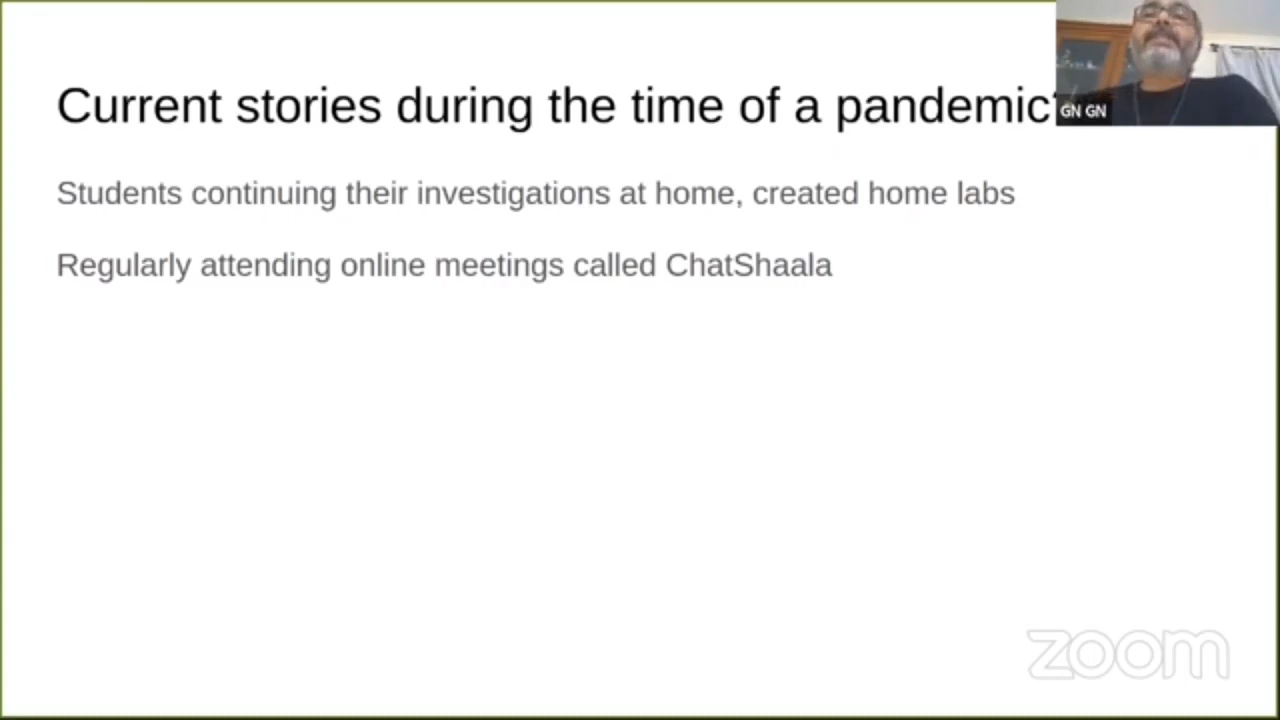 Current stories during the time of a pandemic
GN GN
Students continuing their investigations at home, created home labs
Regularly attending online meetings called ChatShaala
zoom